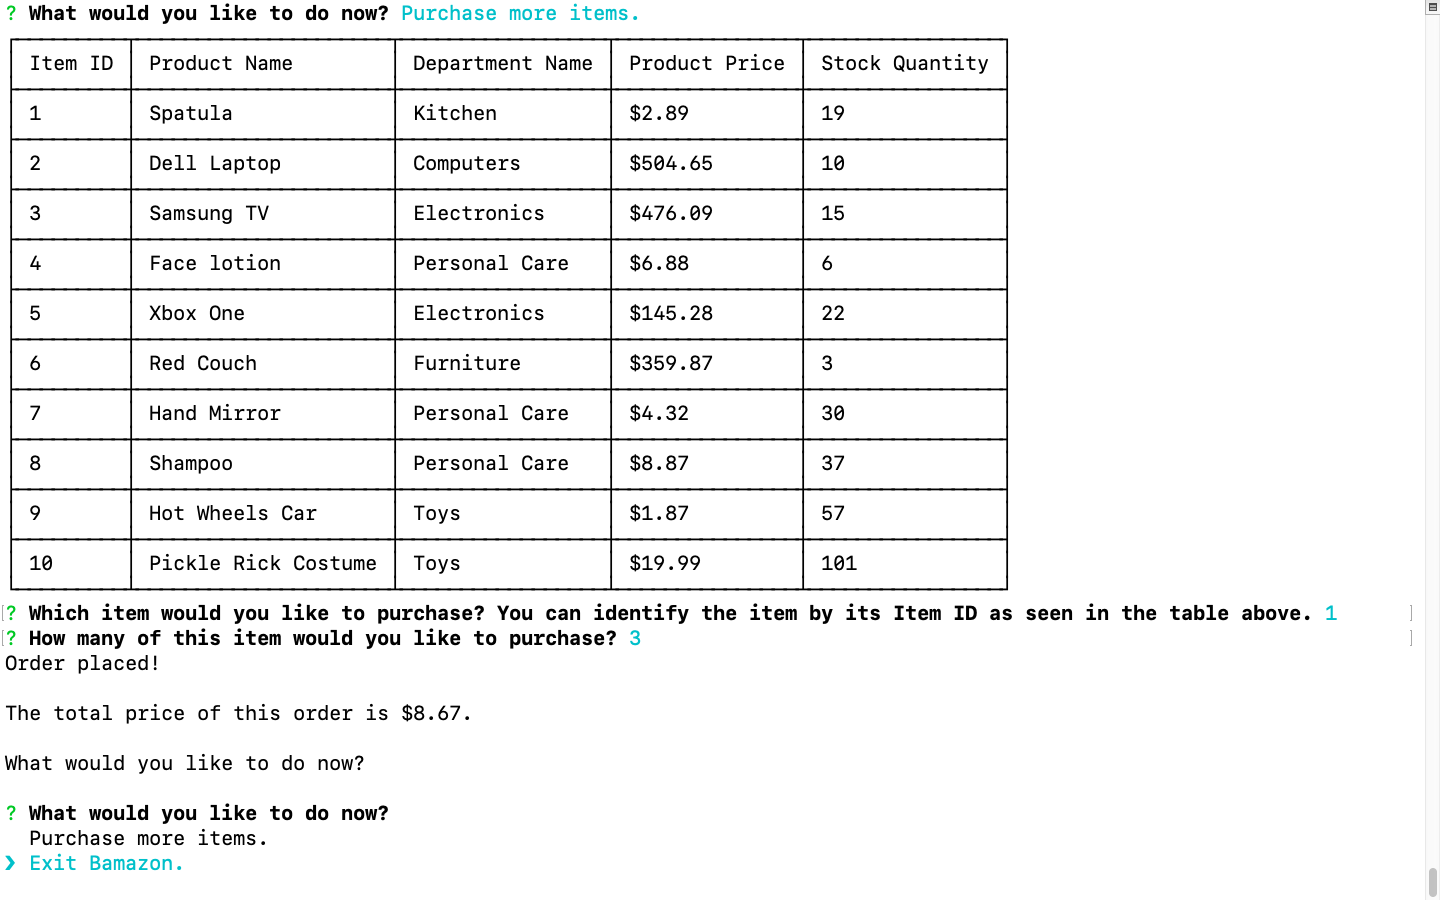 ? What would you like to do now? Purchase more items.
Item ID Product Name Department Name Product Price Stock Quantity
1 Spatula Kitchen $2.89 19
2 Dell Laptop Computers $504.65 10
3 Samsung TV Electronics $476.09 15
4 Face lotion Personal Care $6.88 6
5 Xbox One Electronics $145.28 22
6 Red Couch Furniture $359.87 3
7 Hand Mirror Personal Care $4.32 30
8 Shampoo Personal Care $8.87 37
9 Hot Wheels Car Toys $1.87 57
10 Pickle Rick Costume Toys $19.99 101
[? Which item would you like to purchase? You can identify the item by its Item ID as seen in the table above. 1 ]
[? How many of this item would you like to purchase? 3 ]
Order placed!
The total price of this order is $8.67.
What would you like to do now?
? What would you like to do now?
Purchase more items.
❯ Exit Bamazon.